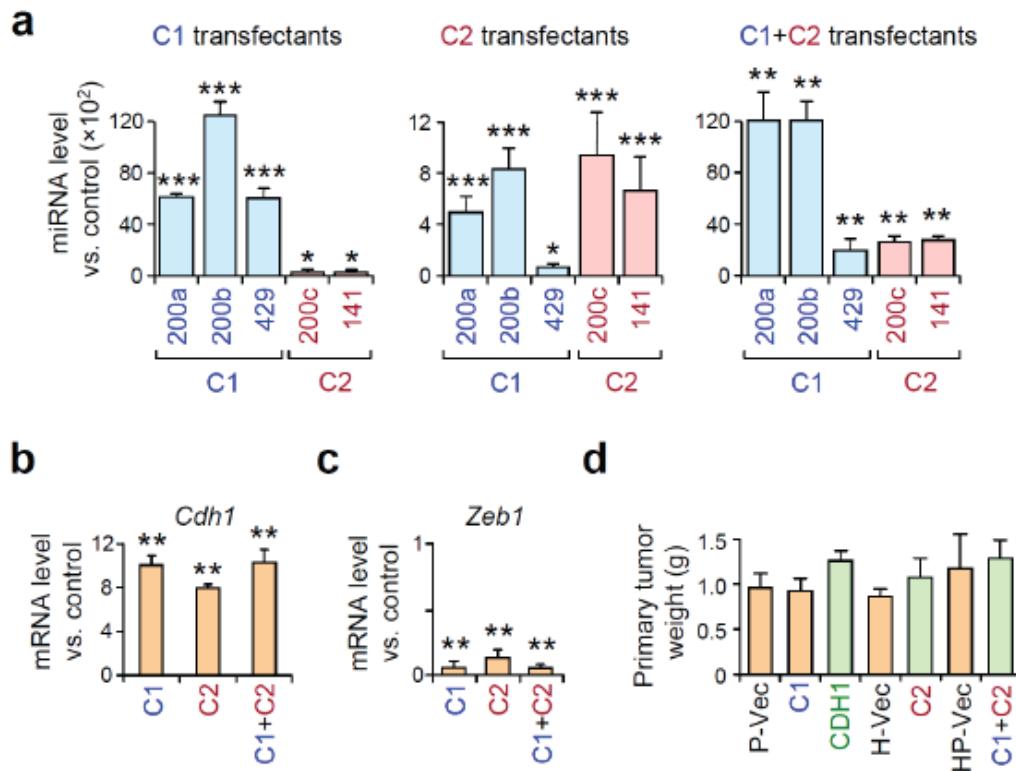 a
C1 transfectants
C2 transfectants
C1+C2 transfectants
miRNA level
vs. control (×10²)
120
80
40
0
***
***
***
*
*
200a
200b
429
200c
141
C1
C2
12
8
4
0
***
***
*
***
***
200a
200b
429
200c
141
C1
C2
120
80
40
0
**
**
**
**
**
200a
200b
429
200c
141
C1
C2
b
Cdh1
mRNA level
vs. control
12
8
4
0
**
**
**
C1
C2
C1+C2
c
Zeb1
mRNA level
vs. control
1
0
**
**
**
C1
C2
C1+C2
d
Primary tumor
weight (g)
1.5
1.0
0.5
0
P-Vec
C1
CDH1
H-Vec
C2
HP-Vec
C1+C2